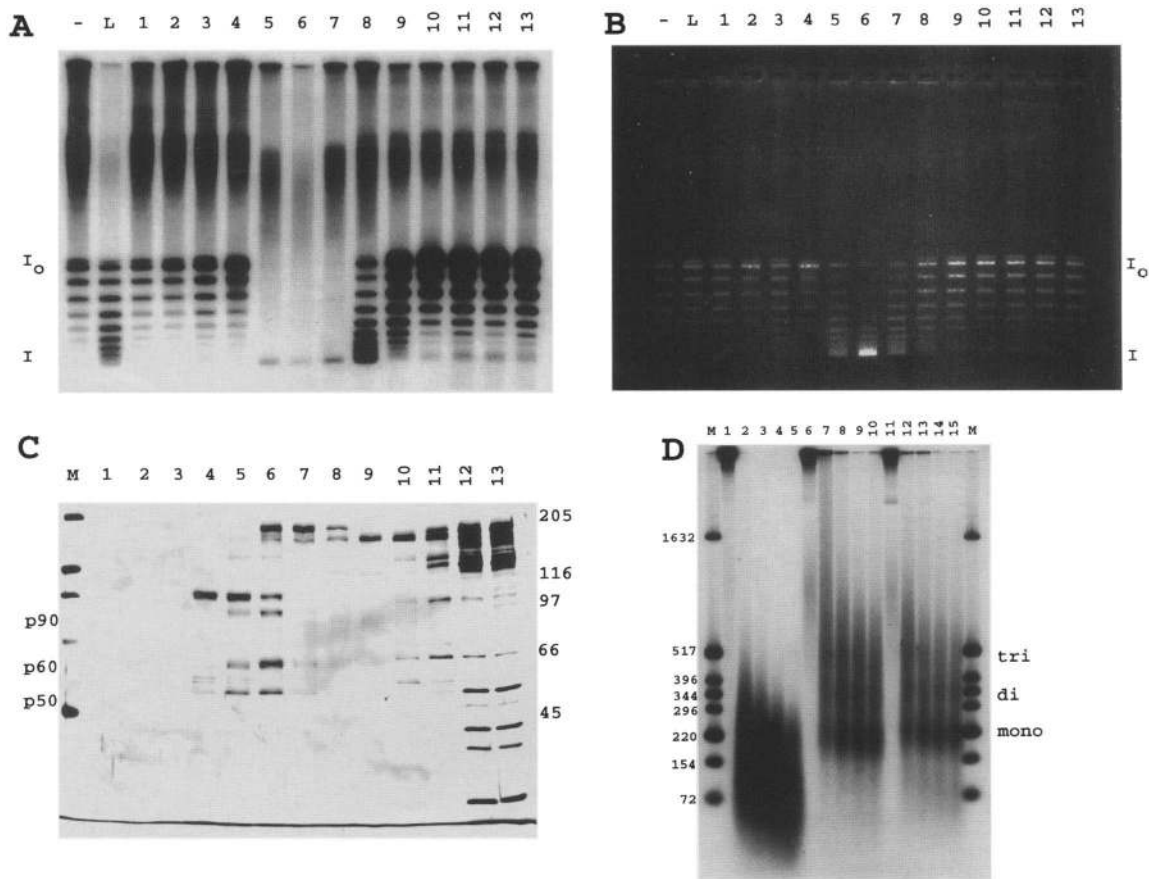 A
- L 1 2 3 4 5 6 7 8 9 10 11 12 13
I o
I
B
- L 1 2 3 4 5 6 7 8 9 10 11 12 13
I o
I
C
M 1 2 3 4 5 6 7 8 9 10 11 12 13
205
116
97
p90
66
p60
p50
45
D
M 1 2 3 4 5 6 7 8 9 10 11 12 13 14 15 M
1632
517
tri
396
344
di
296
220
mono
154
72